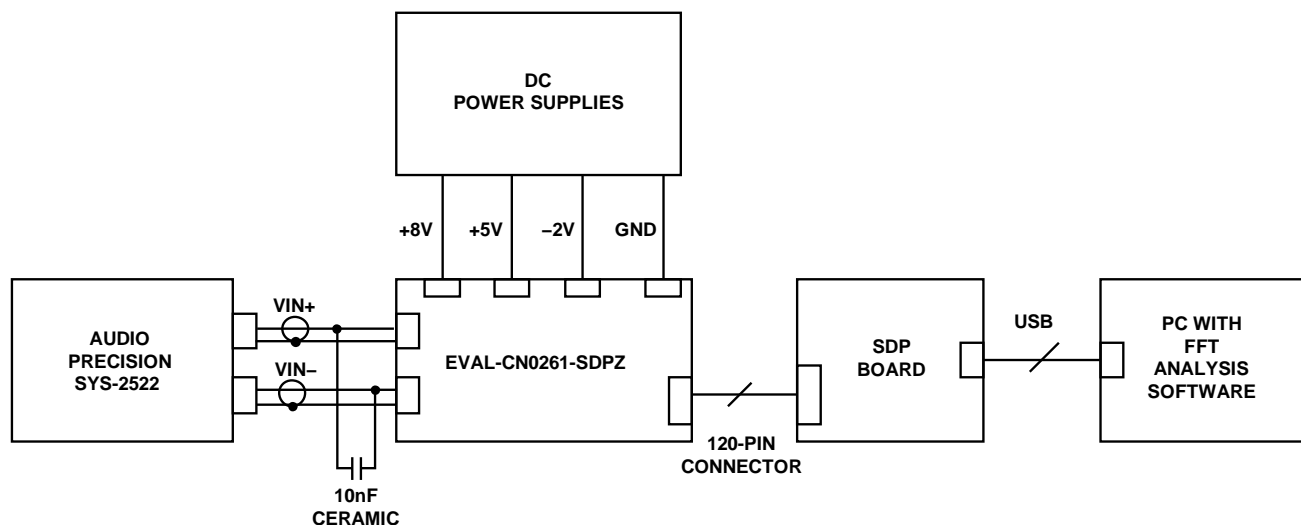 DC
POWER SUPPLIES
+8V
+5V
–2V
GND
AUDIO
PRECISION
SYS-2522
VIN+
VIN–
EVAL-CN0261-SDPZ
10nF
CERAMIC
120-PIN
CONNECTOR
SDP
BOARD
USB
PC WITH
FFT
ANALYSIS
SOFTWARE